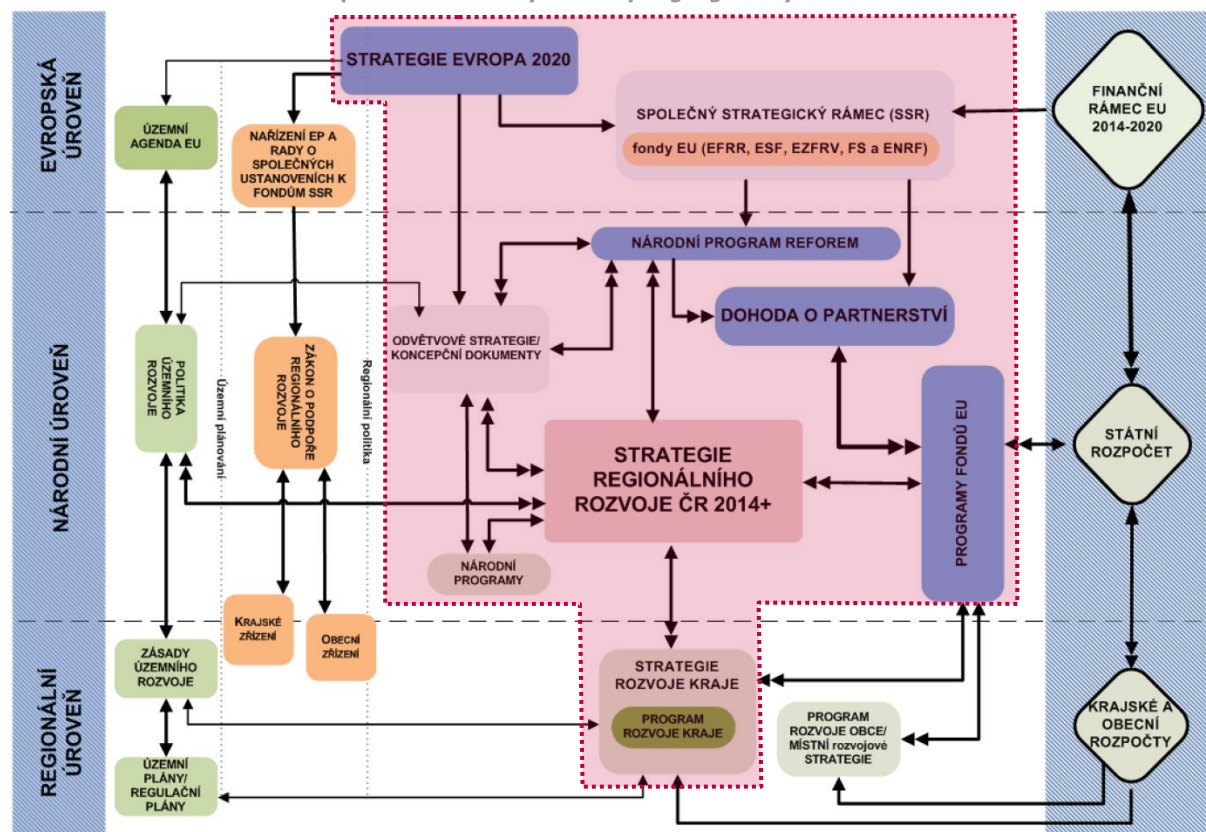 EVROPSKÁ
ÚROVEŇ
STRATEGIE EVROPA 2020
ÚZEMNÍ
AGENDA EU
NAŘÍZENÍ EP A
RADY O
SPOLEČNÝCH
USTANOVENÍCH K
FONDŮM SSR
SPOLEČNÝ STRATEGICKÝ RÁMEC (SSR)
fondy EU (EFRR, ESF, EZFRV, FS a ENRF)
FINANČNÍ
RÁMEC EU
2014-2020
NÁRODNÍ ÚROVEŇ
NÁRODNÍ PROGRAM REFOREM
DOHODA O PARTNERSTVÍ
ODVĚTVOVÉ STRATEGIE/
KONCEPČNÍ DOKUMENTY
POLITIKA
ÚZEMNÍHO
ROZVOJE
Územní plánování
ZÁKON O PODPOŘE
REGIONÁLNÍHO
ROZVOJE
Regionální politika
STRATEGIE
REGIONÁLNÍHO
ROZVOJE ČR 2014+
PROGRAMY FONDŮ EU
STÁTNÍ
ROZPOČET
NÁRODNÍ
PROGRAMY
KRAJSKÉ
ZŘÍZENÍ
OBECNÍ
ZŘÍZENÍ
REGIONÁLNÍ
ÚROVEŇ
ZÁSADY
ÚZEMNÍHO
ROZVOJE
STRATEGIE
ROZVOJE KRAJE
PROGRAM
ROZVOJE KRAJE
PROGRAM
ROZVOJE OBCE/
MÍSTNÍ rozvojové
STRATEGIE
KRAJSKÉ A
OBECNÍ
ROZPOČTY
ÚZEMNÍ
PLÁNY/
REGULAČNÍ
PLÁNY